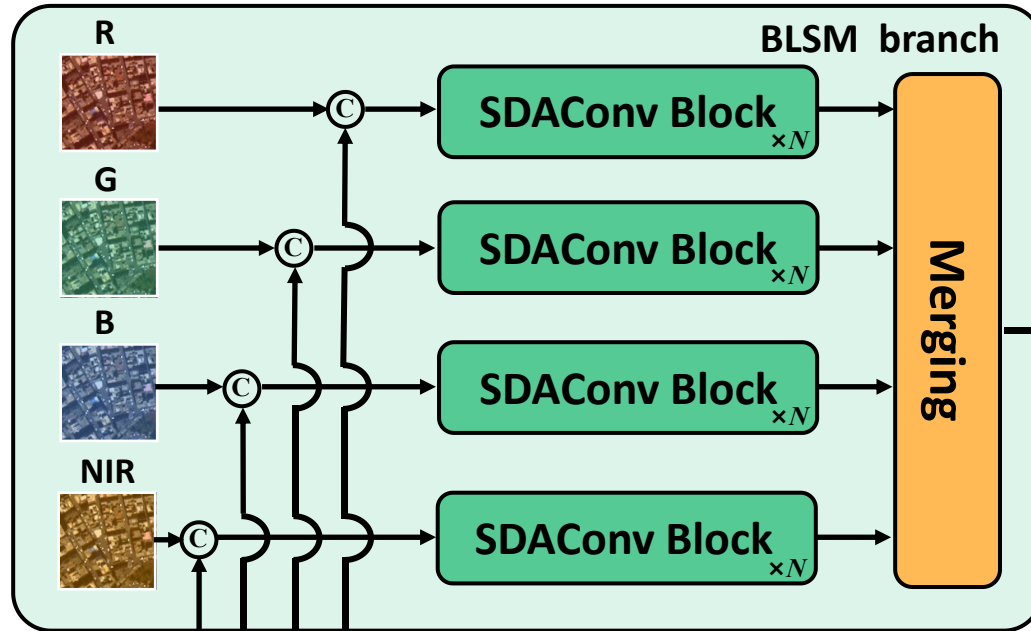 R
BLSM branch
C
SDAConv Block
×N
G
C
SDAConv Block
×N
Merging
B
C
SDAConv Block
×N
NIR
C
SDAConv Block
×N